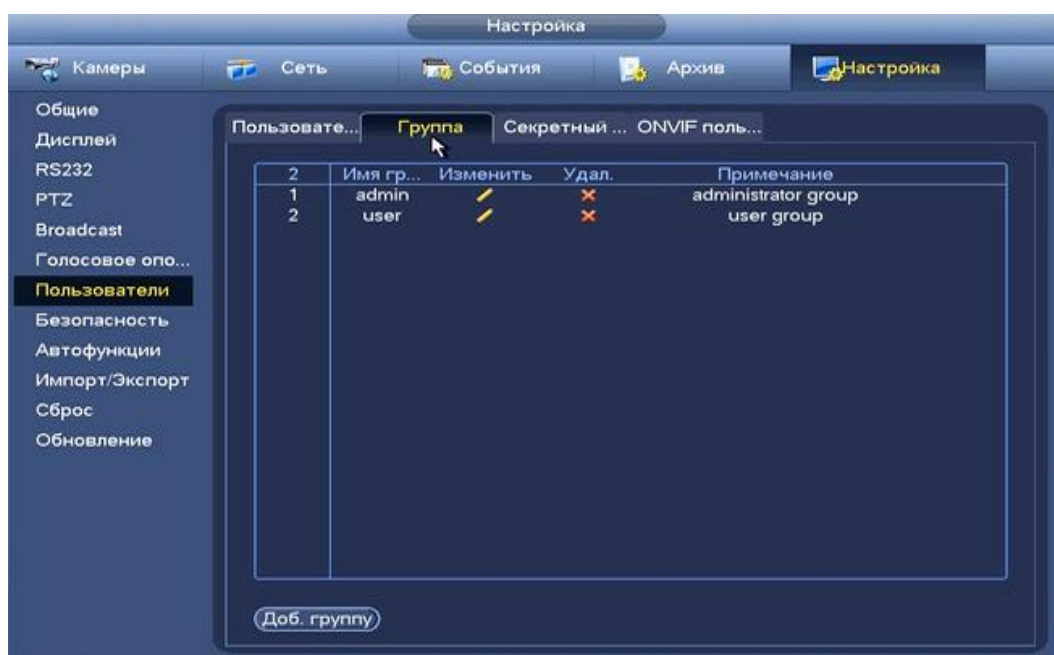 Настройка
Камеры Сеть События Архив Настройка
Общие
Дисплей
RS232
PTZ
Broadcast
Голосовое опо...
Пользователи
Безопасность
Автофункции
Импорт/Экспорт
Сброс
Обновление
Пользовате... Группа Секретный ... ONVIF поль...
2 Имя гр... Изменить Удал. Примечание
1 admin administrator group
2 user user group
Доб. группу